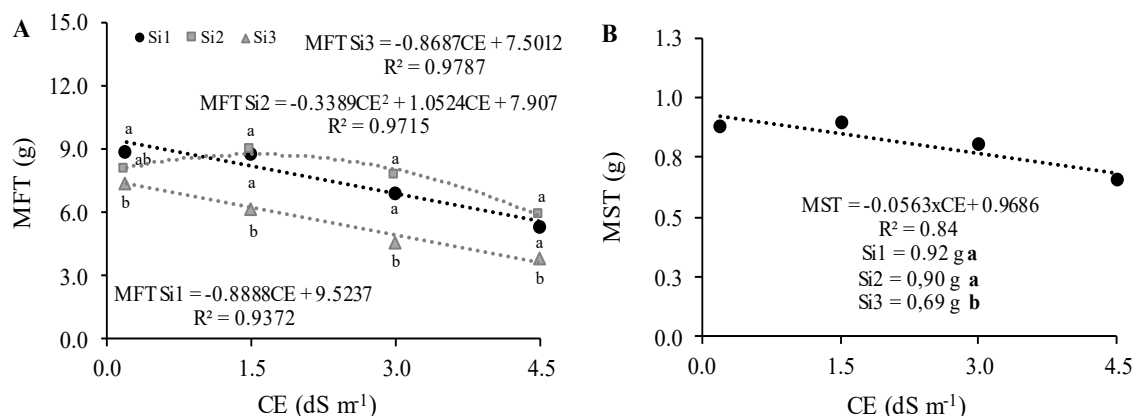 A
Si1 Si2 Si3
MFT Si3 = -0.8687CE + 7.5012
R² = 0.9787
MFT Si2 = -0.3389CE² + 1.0524CE + 7.907
R² = 0.9715
MFT Si1 = -0.8888CE + 9.5237
R² = 0.9372
a
ab
b
a
a
b
a
a
b
a
a
b
MFT (g)
15.0
12.0
9.0
6.0
3.0
0.0
0.0 1.5 3.0 4.5
CE (dS m⁻¹)
B
MST (g)
1.3
1.0
0.8
0.5
0.3
0.0
MST = -0.0563xCE + 0.9686
R² = 0.84
Si1 = 0.92 g a
Si2 = 0,90 g a
Si3 = 0,69 g b
0.0 1.5 3.0 4.5
CE (dS m⁻¹)